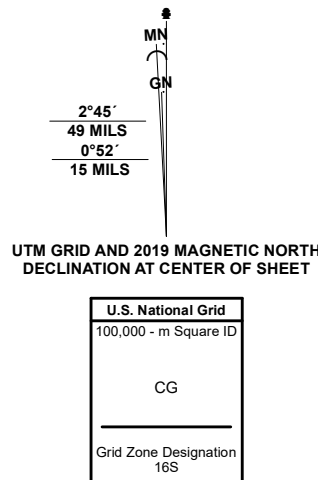 MN
GN
2°45´
49 MILS
0°52´
15 MILS
UTM GRID AND 2019 MAGNETIC NORTH
DECLINATION AT CENTER OF SHEET
U.S. National Grid
100,000 - m Square ID
CG
Grid Zone Designation
16S